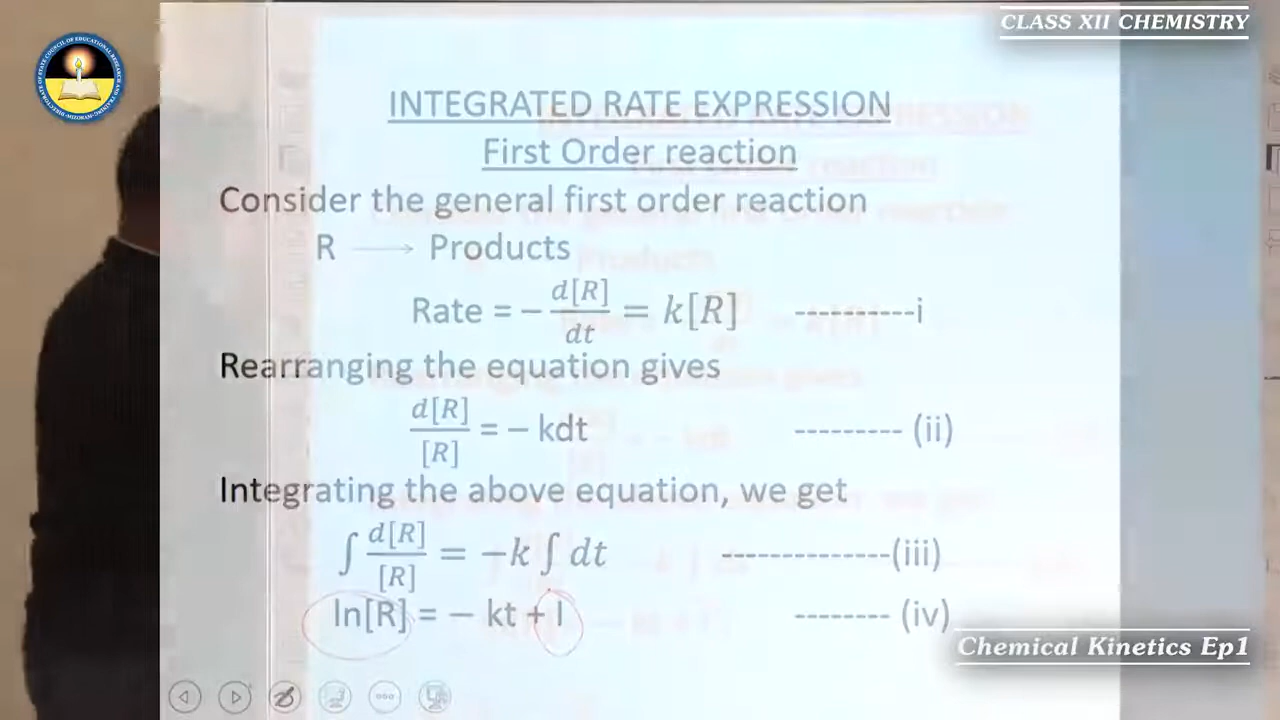 CLASS XII CHEMISTRY
INTEGRATED RATE EXPRESSION
First Order reaction
Consider the general first order reaction
R ⟶ Products
Rate = − d[R]/dt = k[R] ----------i
Rearranging the equation gives
d[R]/[R] = − kdt --------- (ii)
Integrating the above equation, we get
∫ d[R]/[R] = −k ∫ dt --------------(iii)
ln[R] = − kt + I -------- (iv)
Chemical Kinetics Ep1